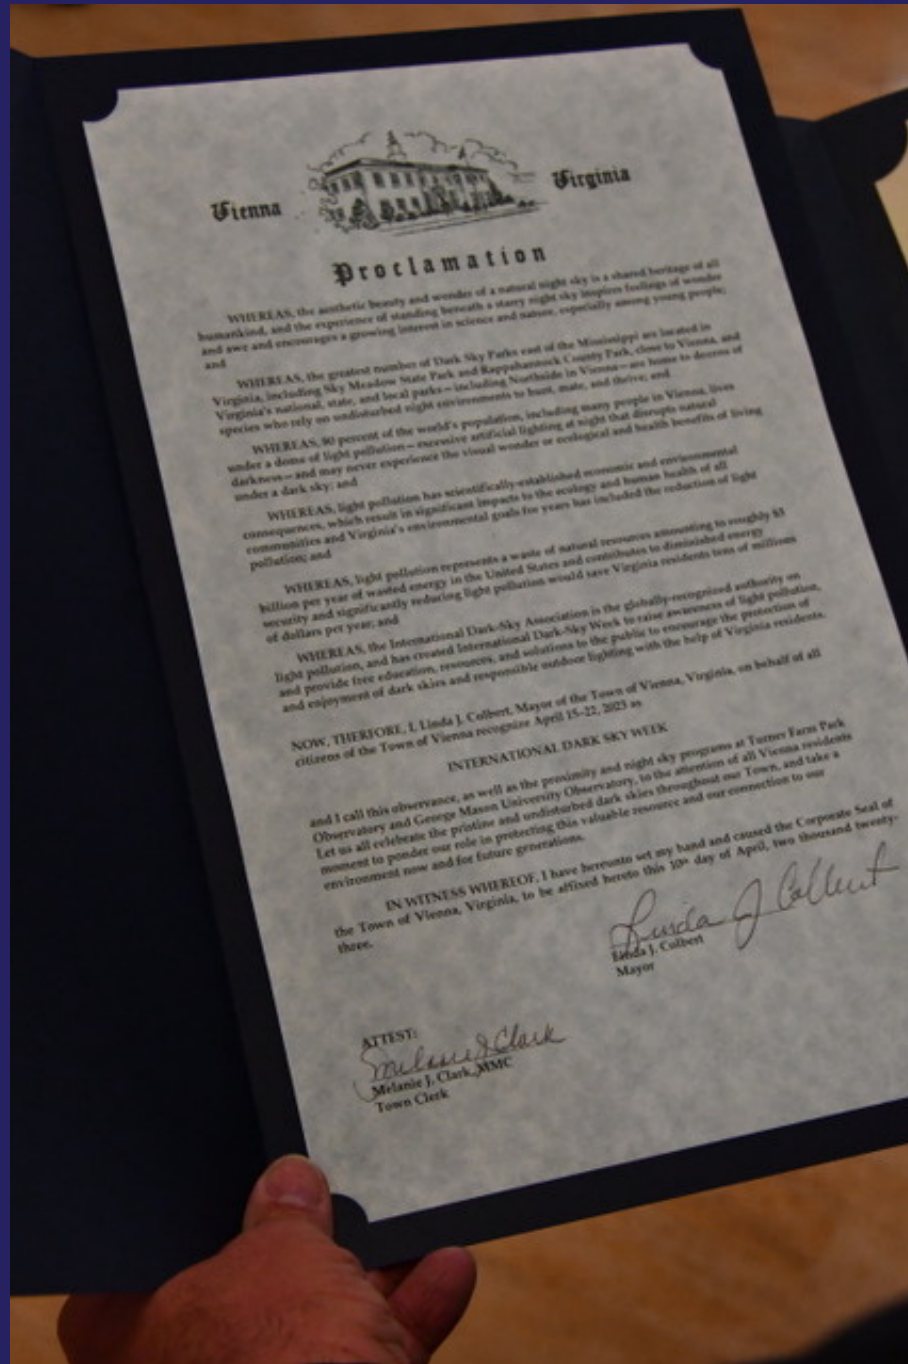 Vienna Virginia
Proclamation
WHEREAS, the aesthetic beauty and wonder of a natural night sky is a shared heritage of all
humankind, and the experience of standing beneath a starry night sky inspires feelings of wonder
and awe and encourages a growing interest in science and nature, especially among young people;
and
WHEREAS, the greatest number of Dark Sky Parks east of the Mississippi are located in
Virginia, including Sky Meadow State Park and Rappahannock County Park, close to Vienna, and
Virginia's national, state, and local parks—including Northside in Vienna—are home to dozens of
species who rely on undisturbed night environments to hunt, mate, and thrive; and
WHEREAS, 80 percent of the world's population, including many people in Vienna, lives
under a dome of light pollution—excessive artificial lighting at night that disrupts natural
darkness—and may never experience the visual wonder or ecological and health benefits of living
under a dark sky; and
WHEREAS, light pollution has scientifically-established economic and environmental
consequences, which result in significant impacts to the ecology and human health of all
communities and Virginia's environmental goals for years has included the reduction of light
pollution; and
WHEREAS, light pollution represents a waste of natural resources amounting to roughly $3
billion per year of wasted energy in the United States and contributes to diminished energy
security and significantly reducing light pollution would save Virginia residents tens of millions
of dollars per year; and
WHEREAS, the International Dark-Sky Association is the globally-recognized authority on
light pollution, and has created International Dark-Sky Week to raise awareness of light pollution,
and provide free education, resources, and solutions to the public to encourage the protection of
and enjoyment of dark skies and responsible outdoor lighting with the help of Virginia residents.
NOW, THEREFORE, I, Linda J. Colbert, Mayor of the Town of Vienna, Virginia, on behalf of all
citizens of the Town of Vienna recognize April 15-22, 2023 as
INTERNATIONAL DARK SKY WEEK
and I call this observance, as well as the proximity and night sky programs at Turner Farm Park
Observatory and George Mason University Observatory, to the attention of all Vienna residents
Let us all celebrate the pristine and undisturbed dark skies throughout our Town, and take a
moment to ponder our role in protecting this valuable resource and our connection to our
environment now and for future generations.
IN WITNESS WHEREOF, I have hereunto set my hand and caused the Corporate Seal of
the Town of Vienna, Virginia, to be affixed hereto this 10th day of April, two thousand twenty-
three.
Linda J Colbert
Linda J. Colbert
Mayor
ATTEST:
Melanie J Clark
Melanie J. Clark, MMC
Town Clerk